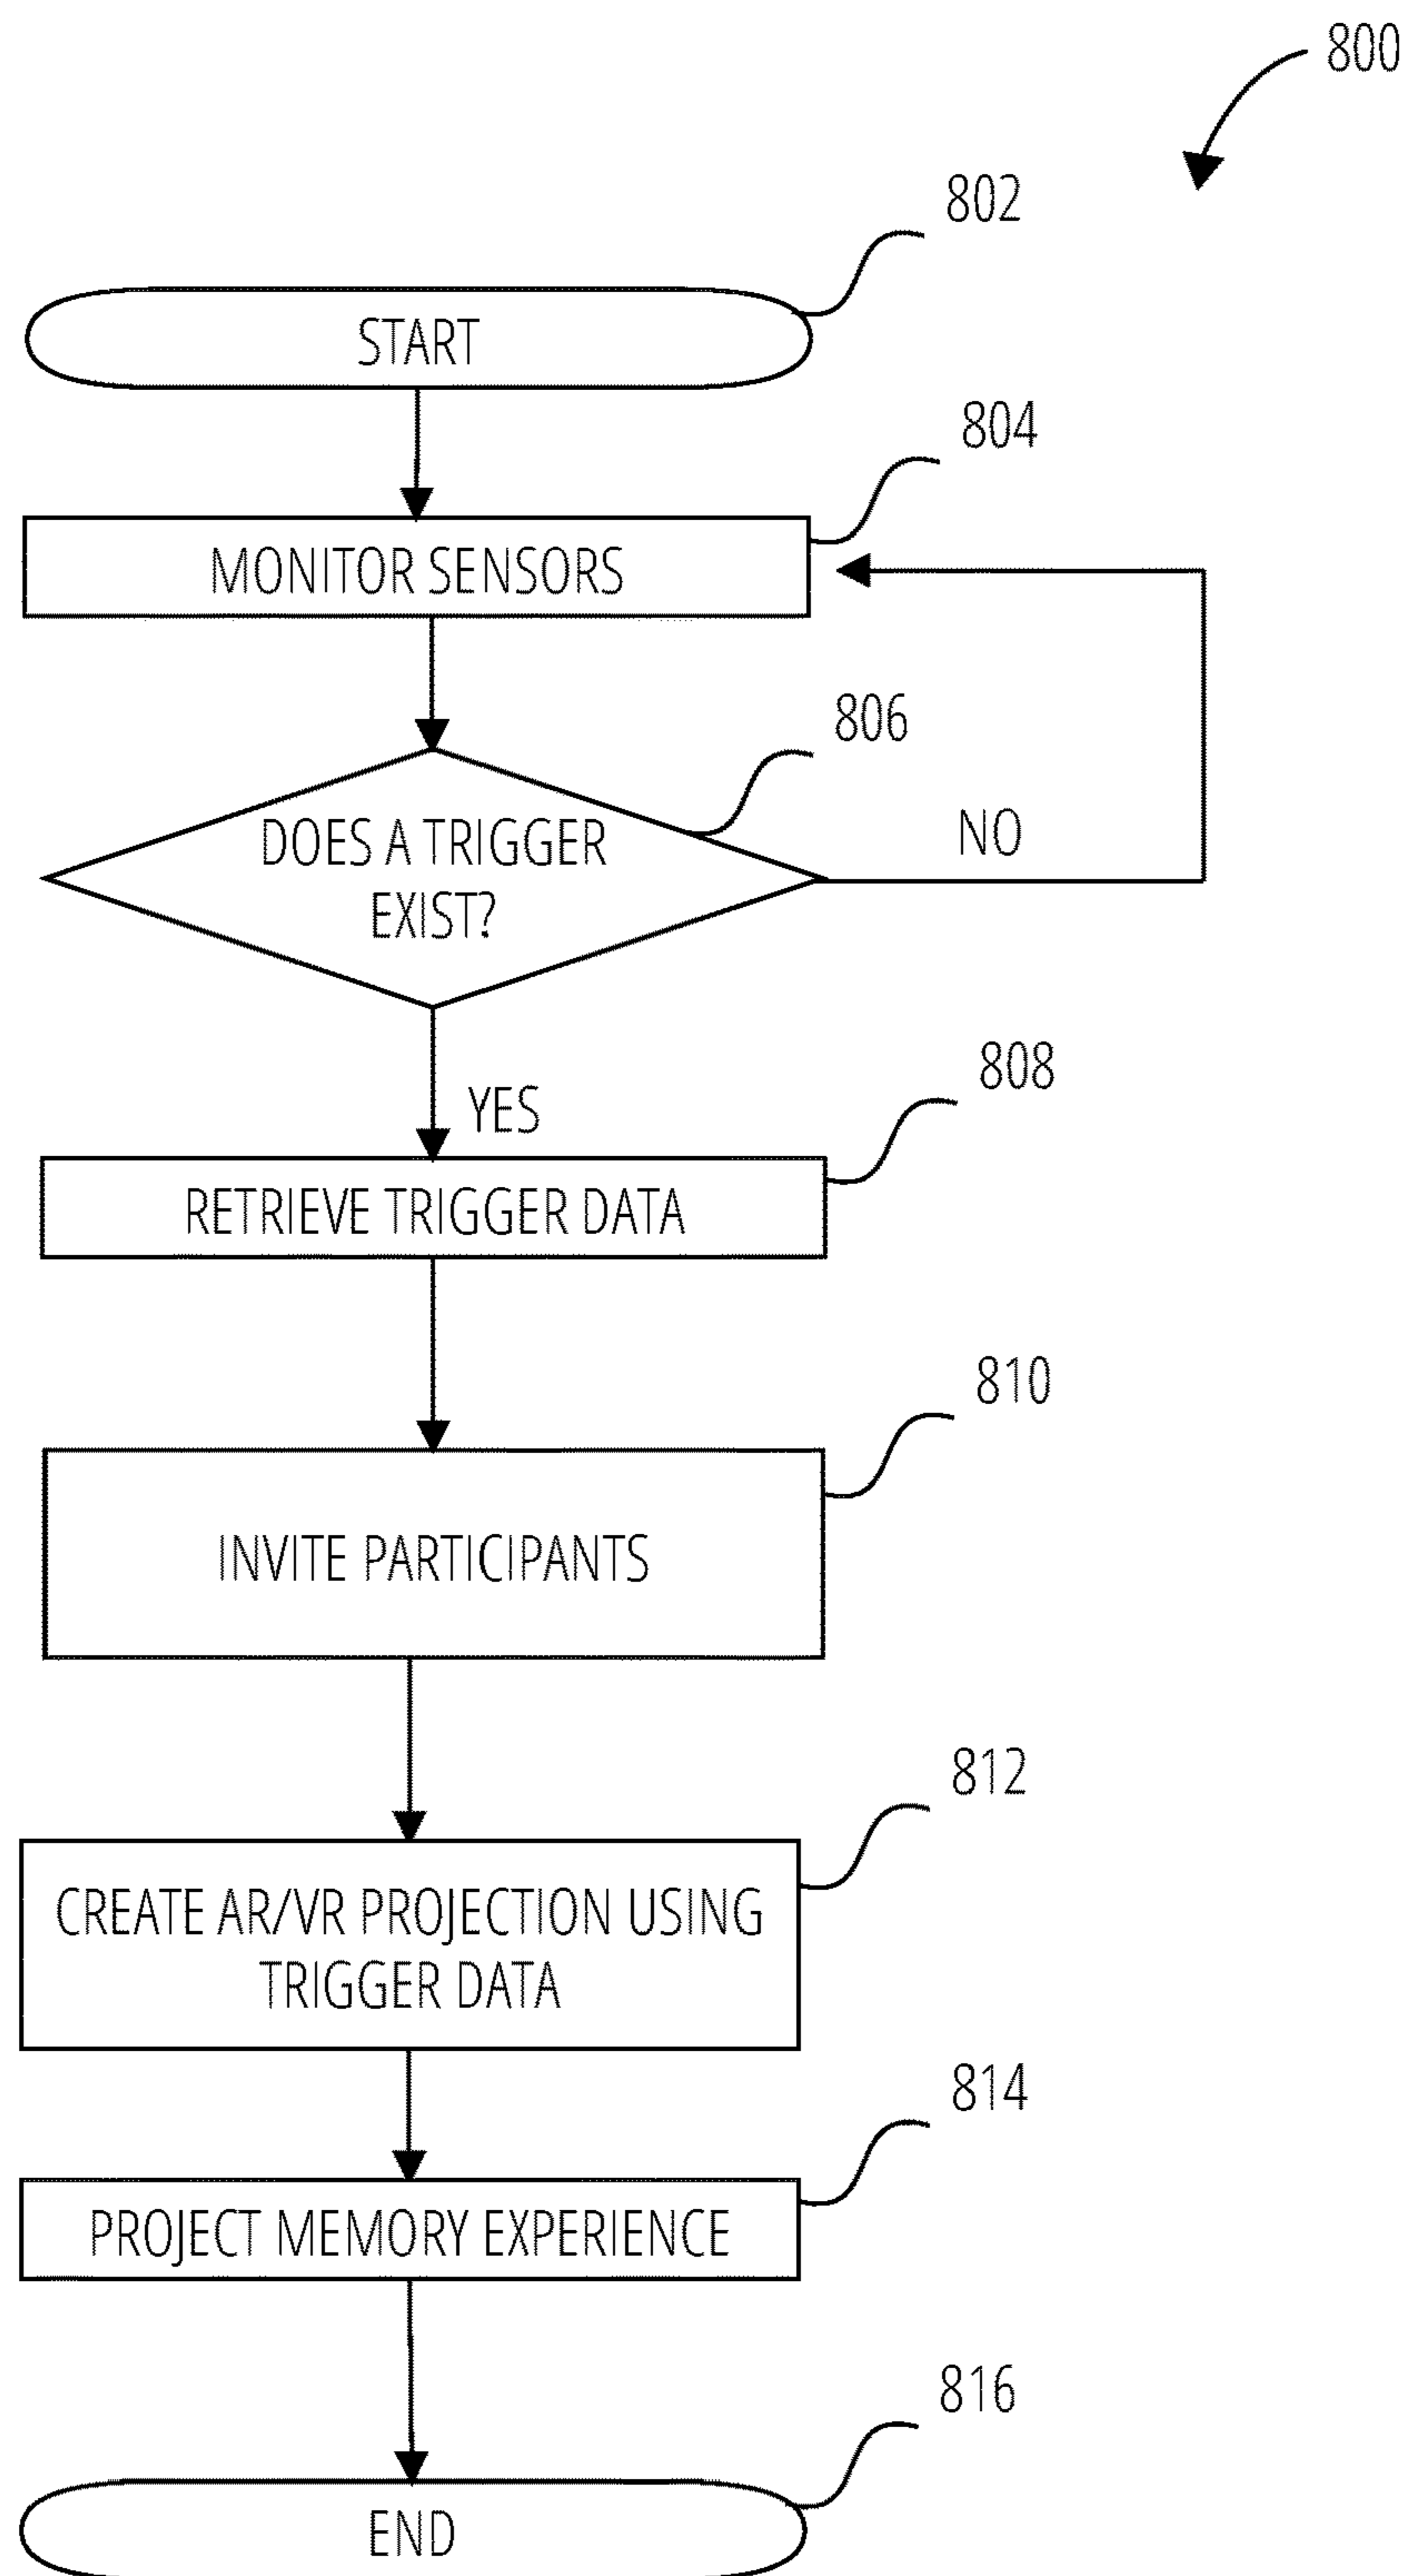 800
802
START
804
MONITOR SENSORS
806
DOES A TRIGGER
EXIST?
NO
YES
808
RETRIEVE TRIGGER DATA
810
INVITE PARTICIPANTS
812
CREATE AR/VR PROJECTION USING
TRIGGER DATA
814
PROJECT MEMORY EXPERIENCE
816
END